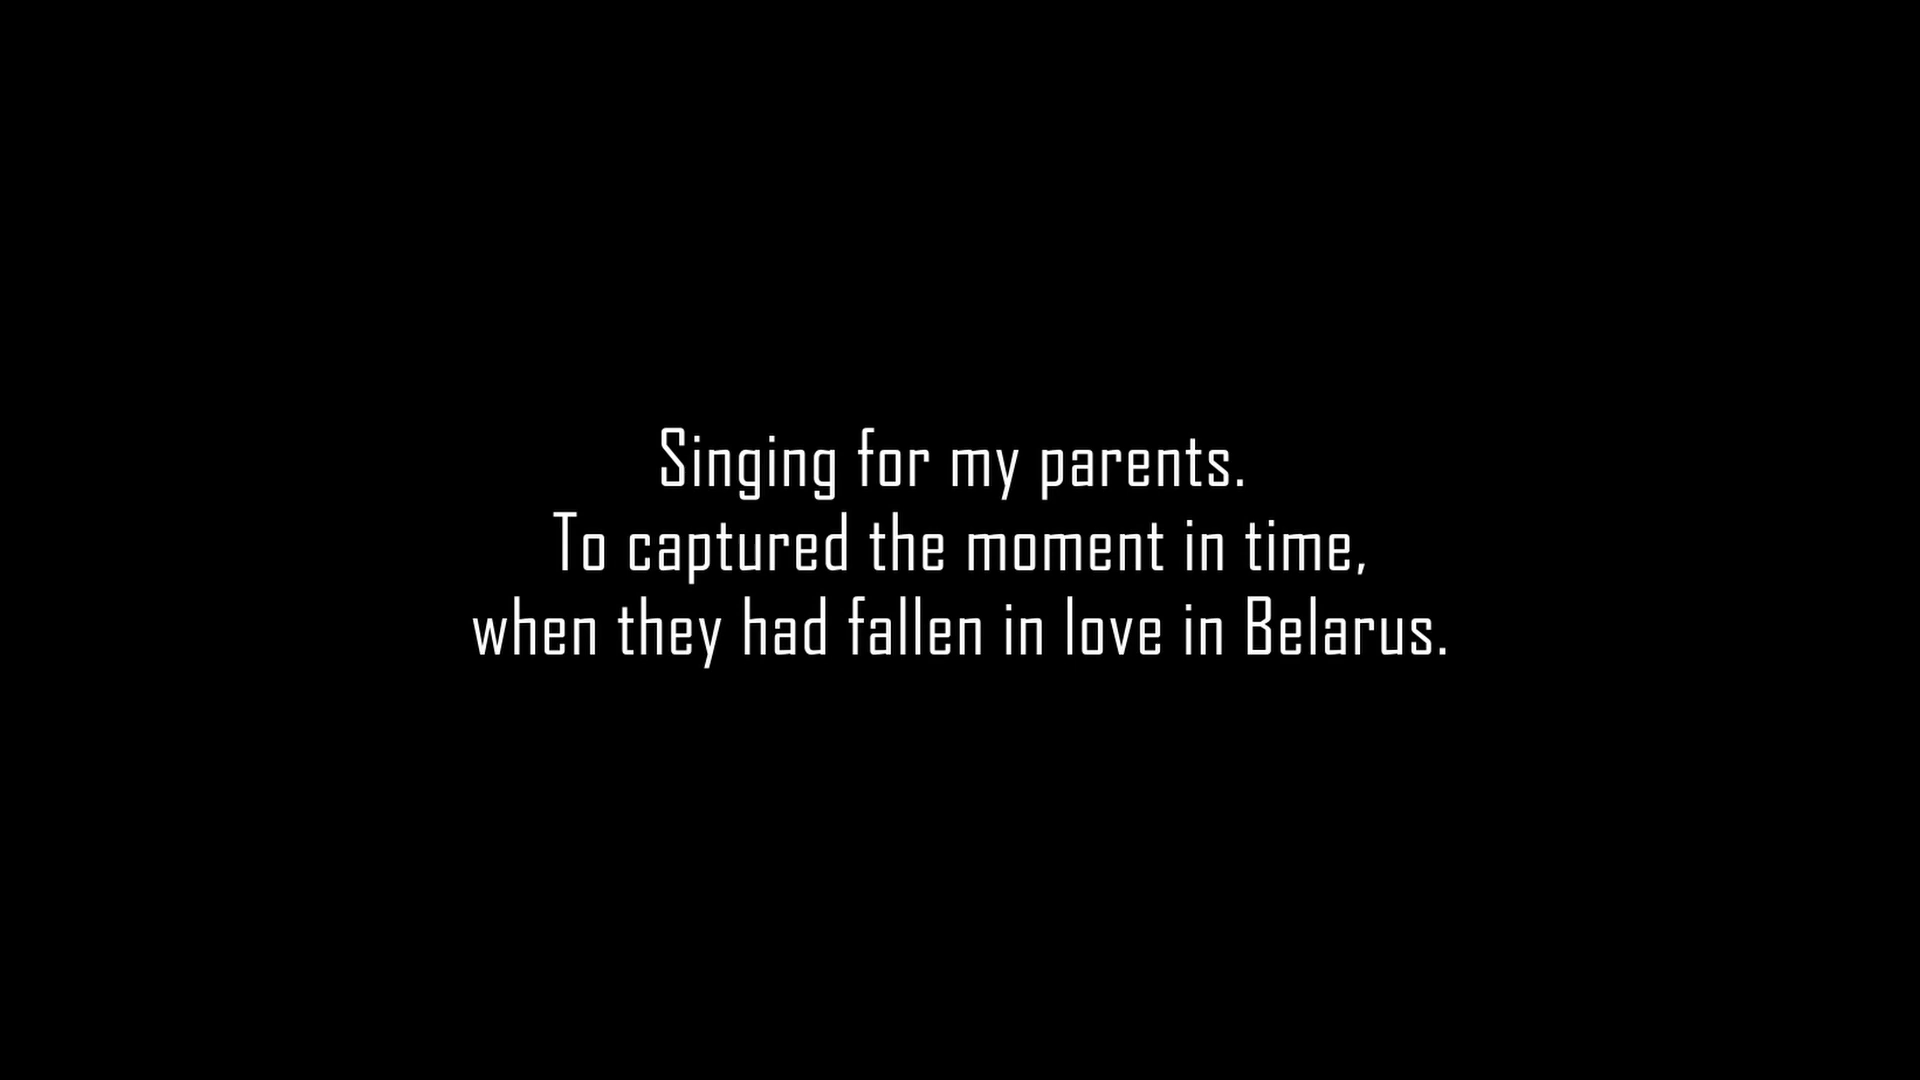 Singing for my parents.
To captured the moment in time,
when they had fallen in love in Belarus.